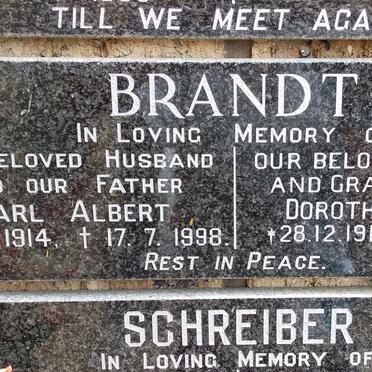 TILL WE MEET AGA
BRANDT
IN LOVING MEMORY O
ELOVED HUSBAND
OUR FATHER
ARL ALBERT
1914. † 17. 7. 1998.
OUR BELO
AND GRA
DOROTH
*28.12.19
REST IN PEACE.
SCHREIBER
IN LOVING MEMORY OF